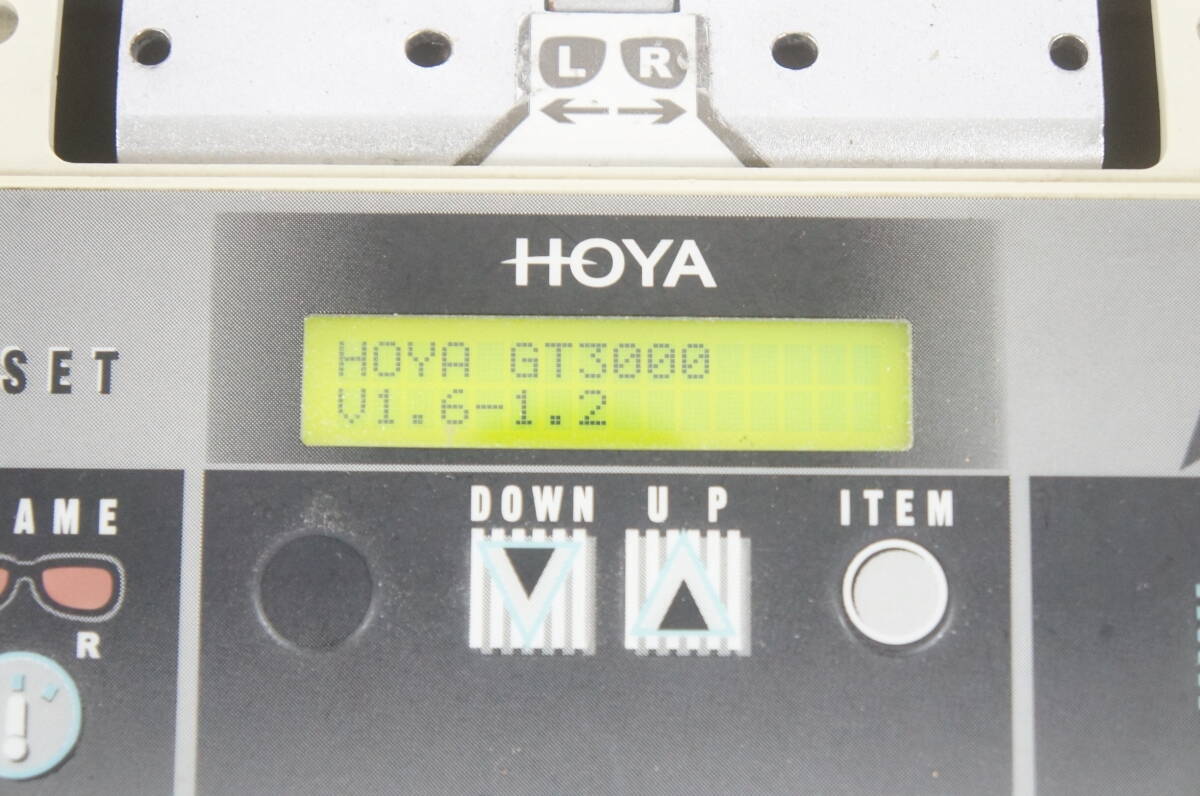 L R
HOYA
HOYA GT3000
V1.6-1.2
SET
AME
R
DOWN UP ITEM